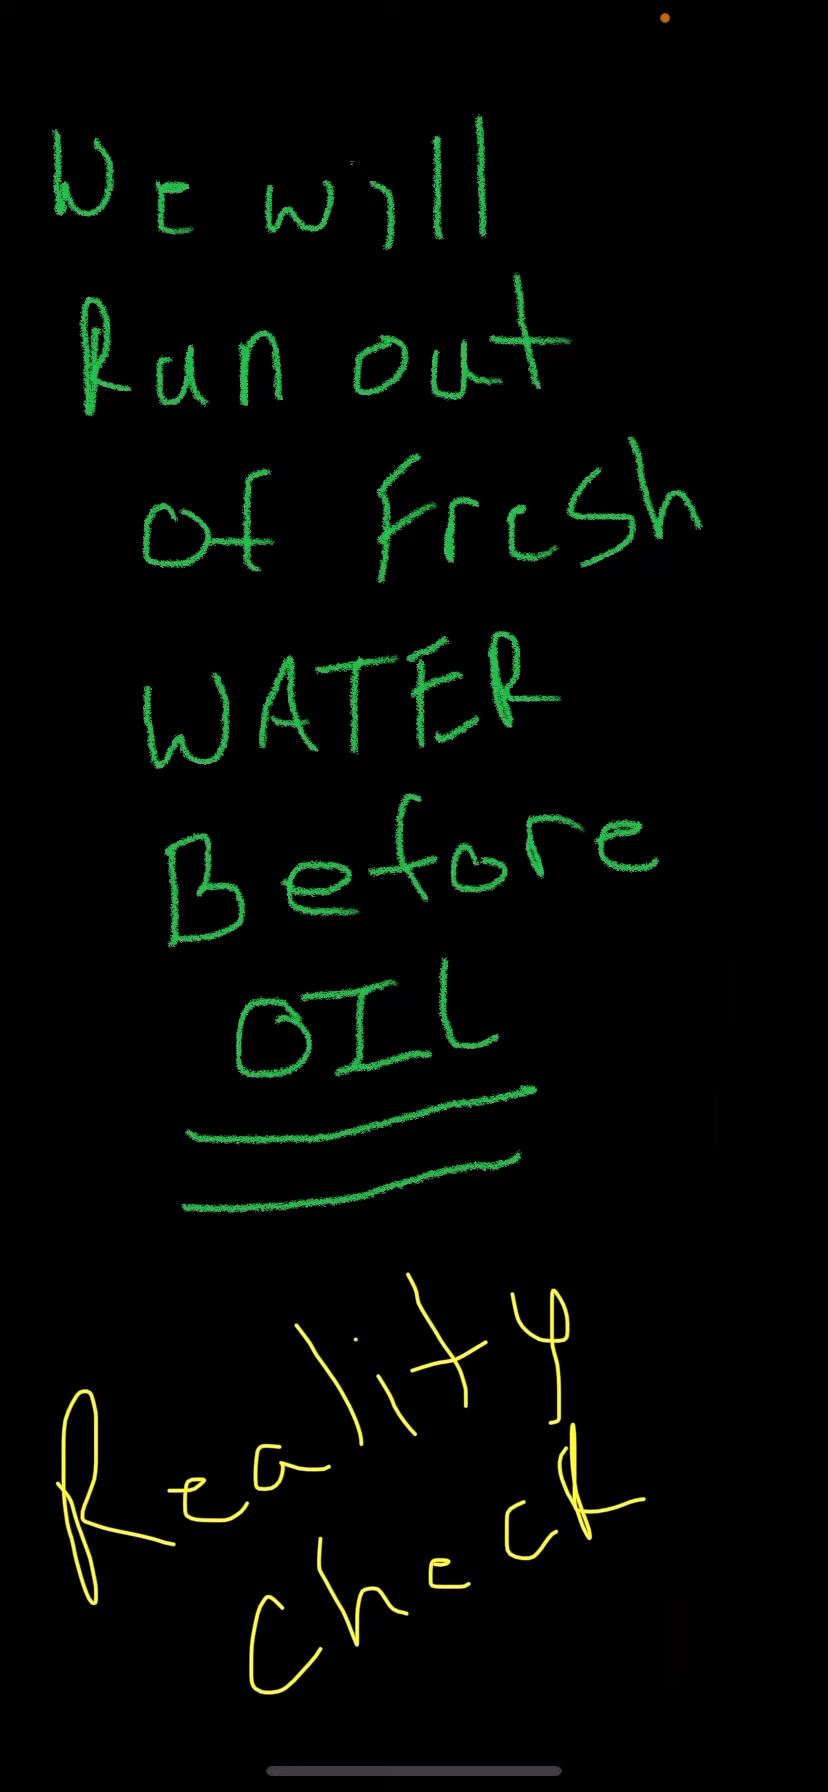 We will
Run out
of Fresh
WATER
Before
OIL
Reality
Check